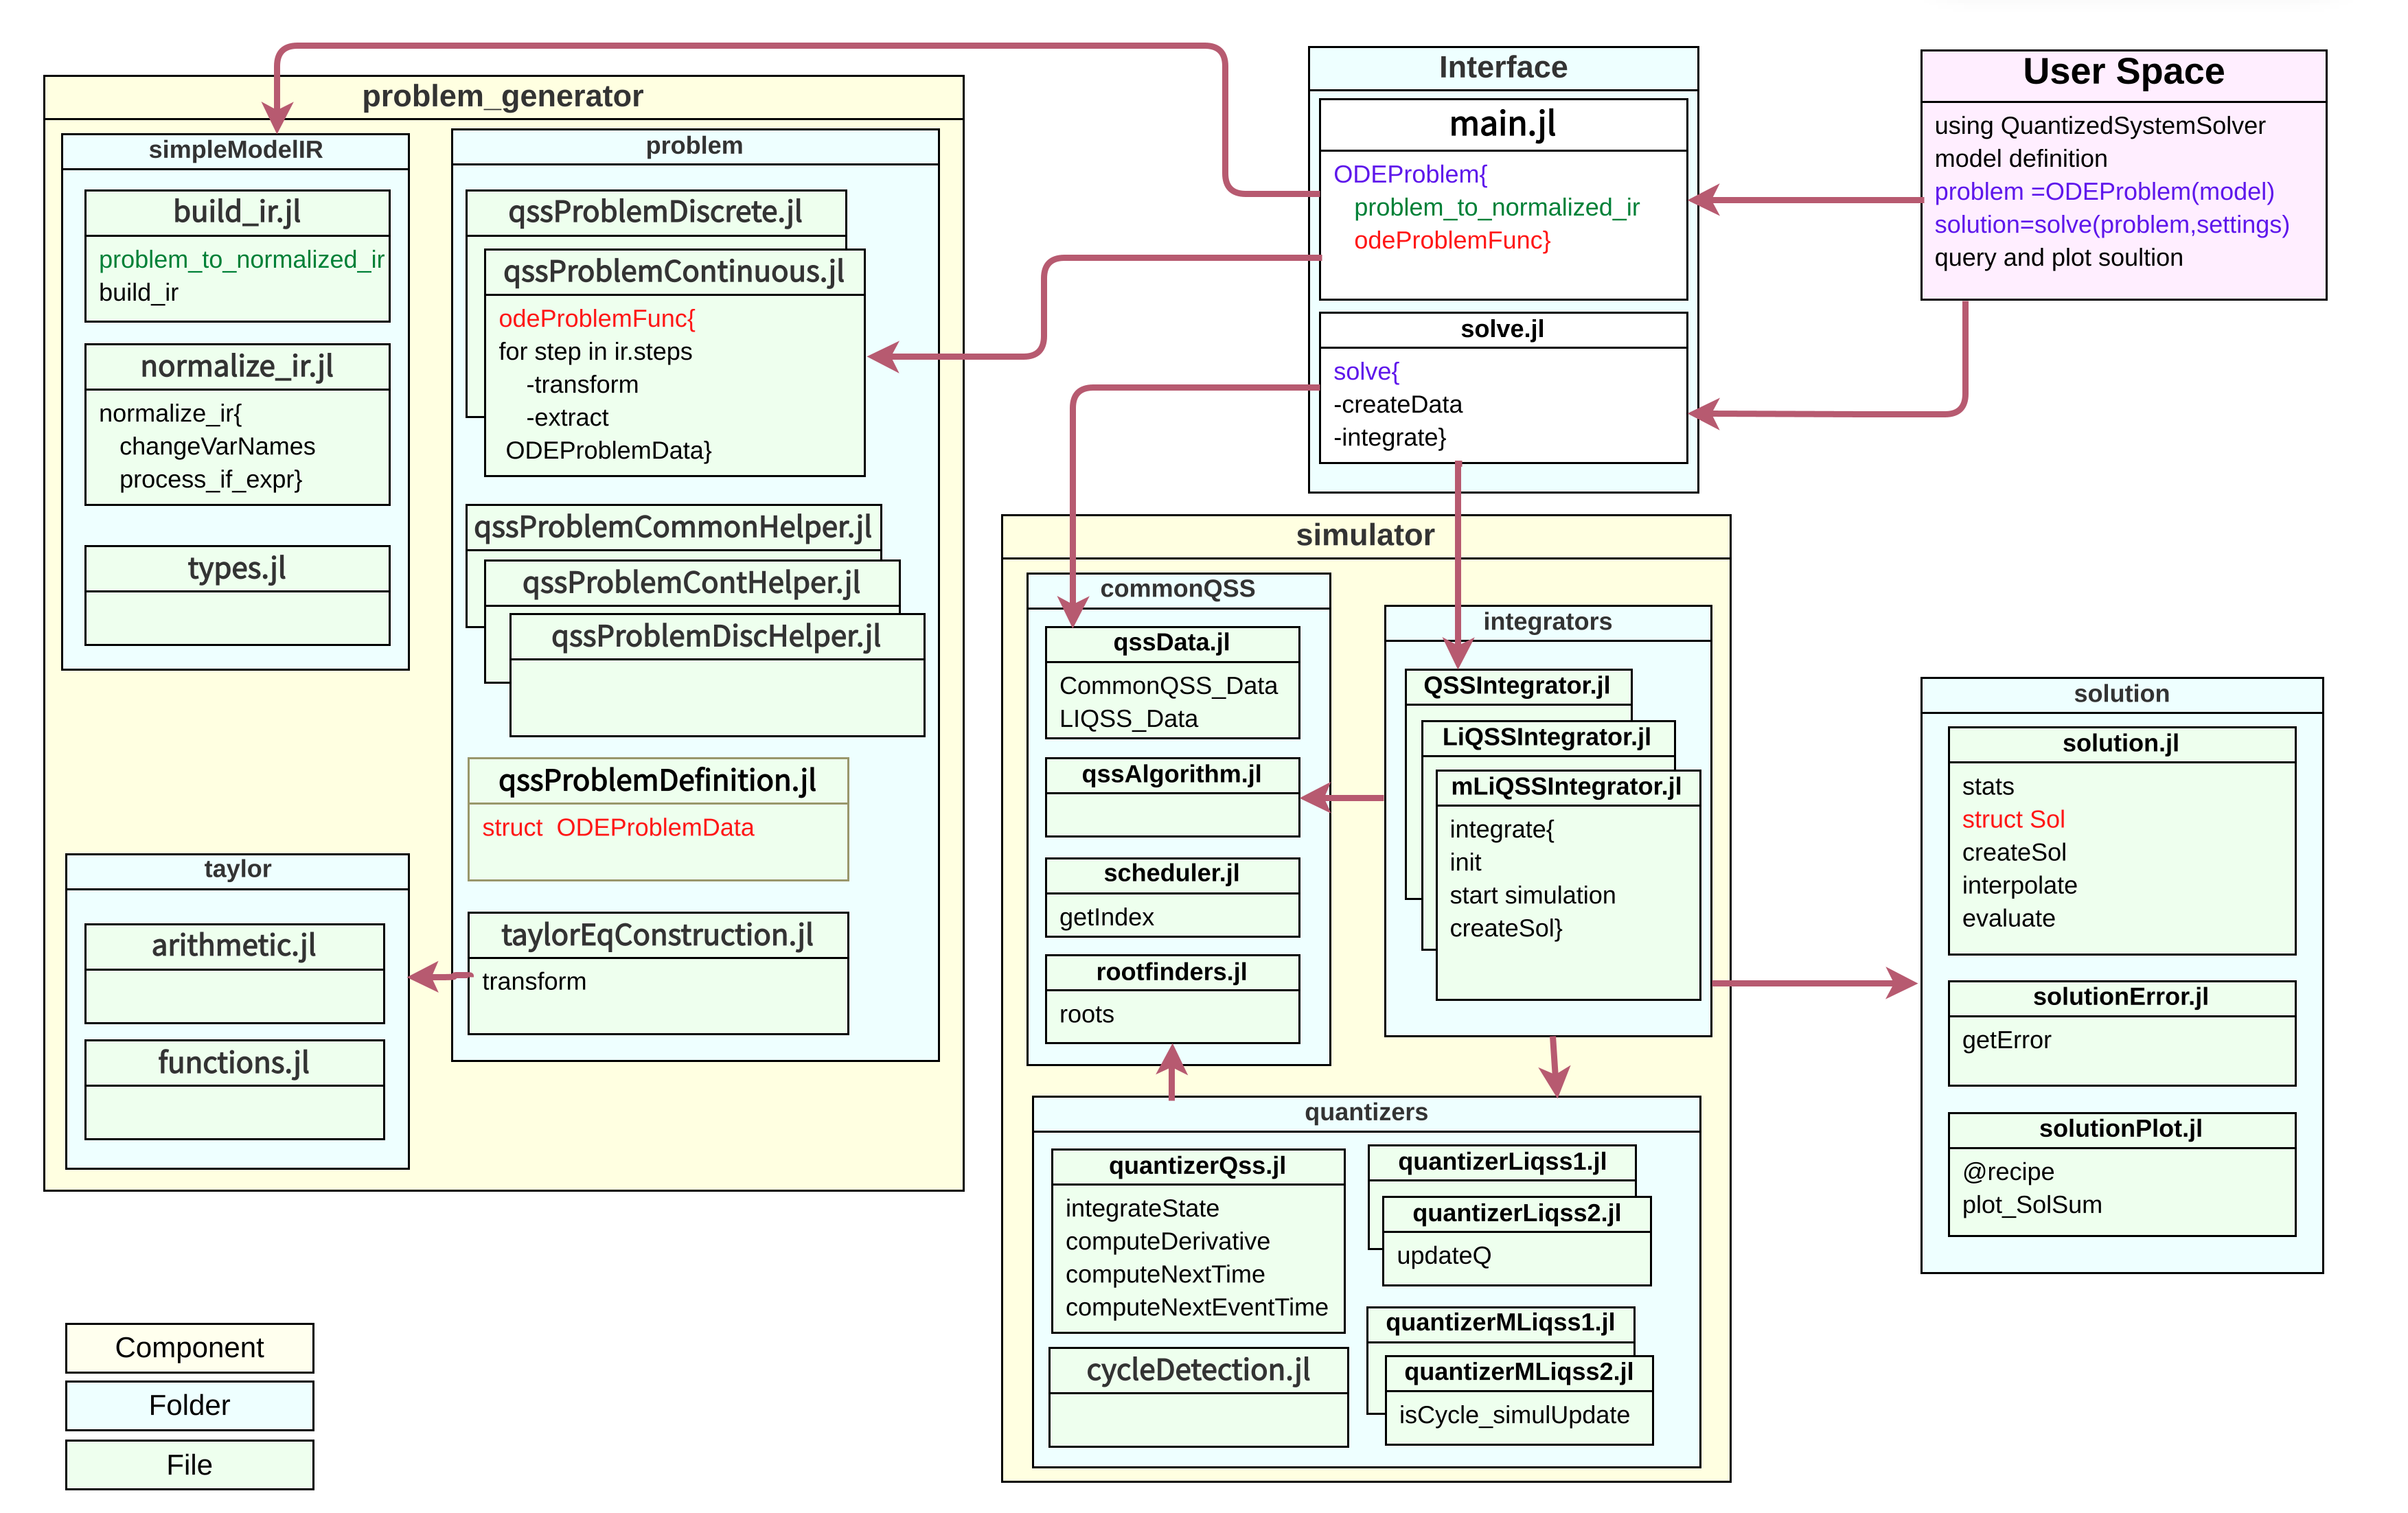 problem_generator
simpleModelIR
build_ir.jl
problem_to_normalized_ir
build_ir
normalize_ir.jl
normalize_ir{
changeVarNames
process_if_expr}
types.jl
taylor
arithmetic.jl
functions.jl
problem
qssProblemDiscrete.jl
qssProblemContinuous.jl
odeProblemFunc{
for step in ir.steps
-transform
-extract
ODEProblemData}
qssProblemCommonHelper.jl
qssProblemContHelper.jl
qssProblemDiscHelper.jl
qssProblemDefinition.jl
struct ODEProblemData
taylorEqConstruction.jl
transform
Interface
main.jl
ODEProblem{
problem_to_normalized_ir
odeProblemFunc}
solve.jl
solve{
-createData
-integrate}
User Space
using QuantizedSystemSolver
model definition
problem =ODEProblem(model)
solution=solve(problem,settings)
query and plot soultion
simulator
commonQSS
qssData.jl
CommonQSS_Data
LIQSS_Data
qssAlgorithm.jl
scheduler.jl
getIndex
rootfinders.jl
roots
integrators
QSSIntegrator.jl
LiQSSIntegrator.jl
mLiQSSIntegrator.jl
integrate{
init
start simulation
createSol}
quantizers
quantizerQss.jl
integrateState
computeDerivative
computeNextTime
computeNextEventTime
cycleDetection.jl
quantizerLiqss1.jl
quantizerLiqss2.jl
updateQ
quantizerMLiqss1.jl
quantizerMLiqss2.jl
isCycle_simulUpdate
solution
solution.jl
stats
struct Sol
createSol
interpolate
evaluate
solutionError.jl
getError
solutionPlot.jl
@recipe
plot_SolSum
Component
Folder
File